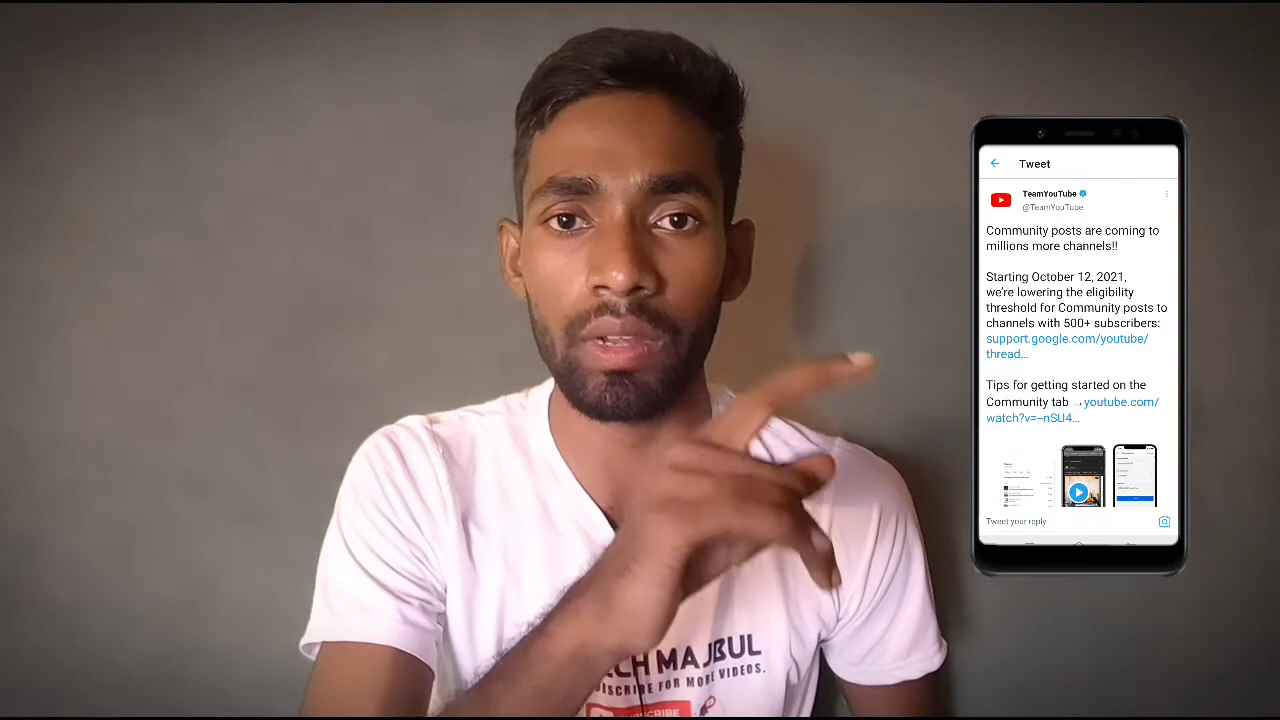 Tweet
TeamYouTube
@TeamYouTube
Community posts are coming to
millions more channels!!
Starting October 12, 2021,
we're lowering the eligibility
threshold for Community posts to
channels with 500+ subscribers:
support.google.com/youtube/
thread…
Tips for getting started on the
Community tab → youtube.com/
watch?v=–nSU4…
Tweet your reply
ECH MAJBUL
UBSCRIBE FOR MORE VIDEOS.